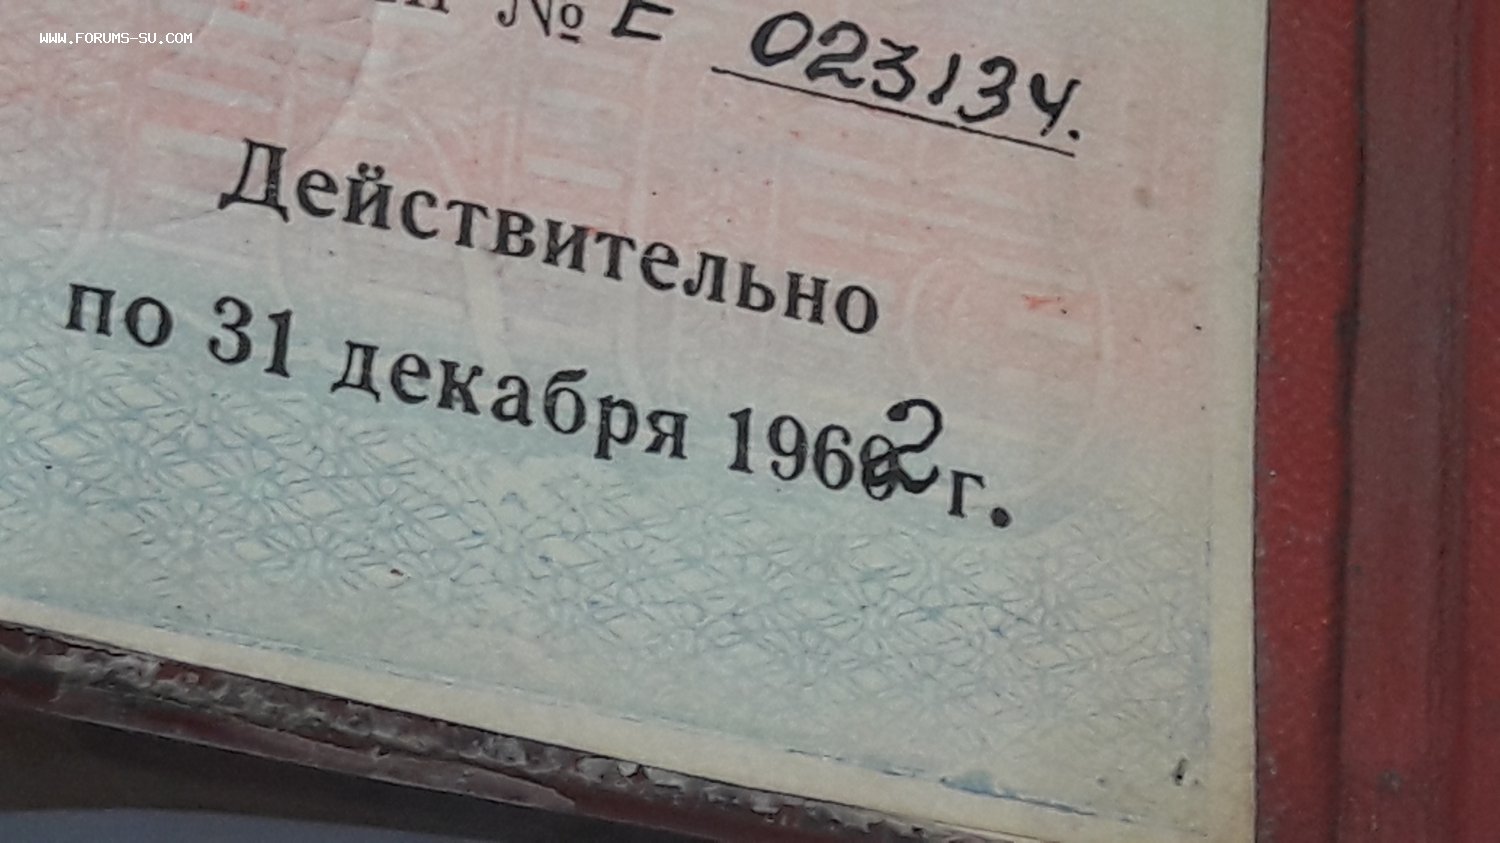 WWW.FORUMS-SU.COM
№ Е 023134.
Действительно
по 31 декабря 1962 г.